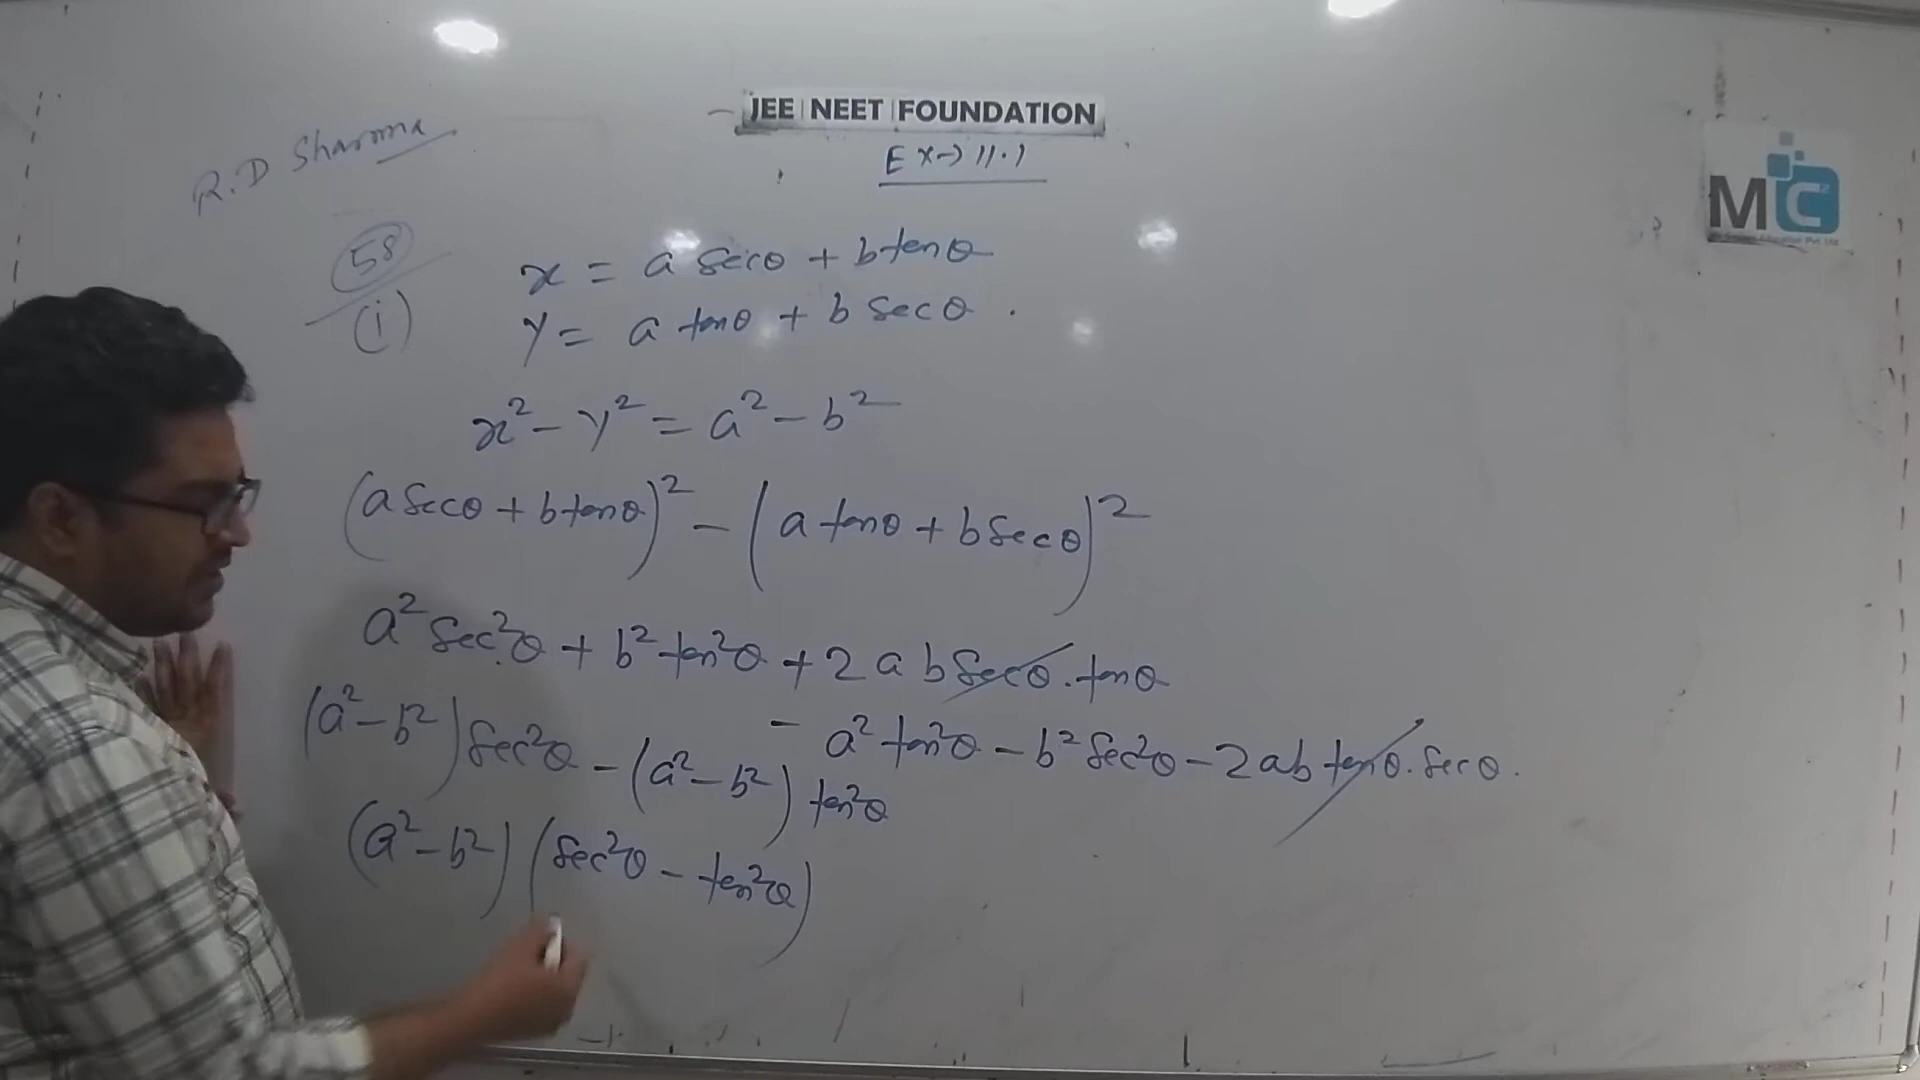 JEE | NEET | FOUNDATION
Ex → 11.1
R.D Sharma
MC²
58
(i)
x = a secθ + b tanθ
y = a tanθ + b secθ .
x² - y² = a² - b²
(a secθ + b tanθ)² - (a tanθ + b secθ)²
a² sec²θ + b² tan²θ + 2 a b secθ . tanθ
- a² tan²θ - b² sec²θ - 2ab tanθ . secθ .
(a² - b²) sec²θ - (a² - b²) tan²θ
(a² - b²) (sec²θ - tan²θ)